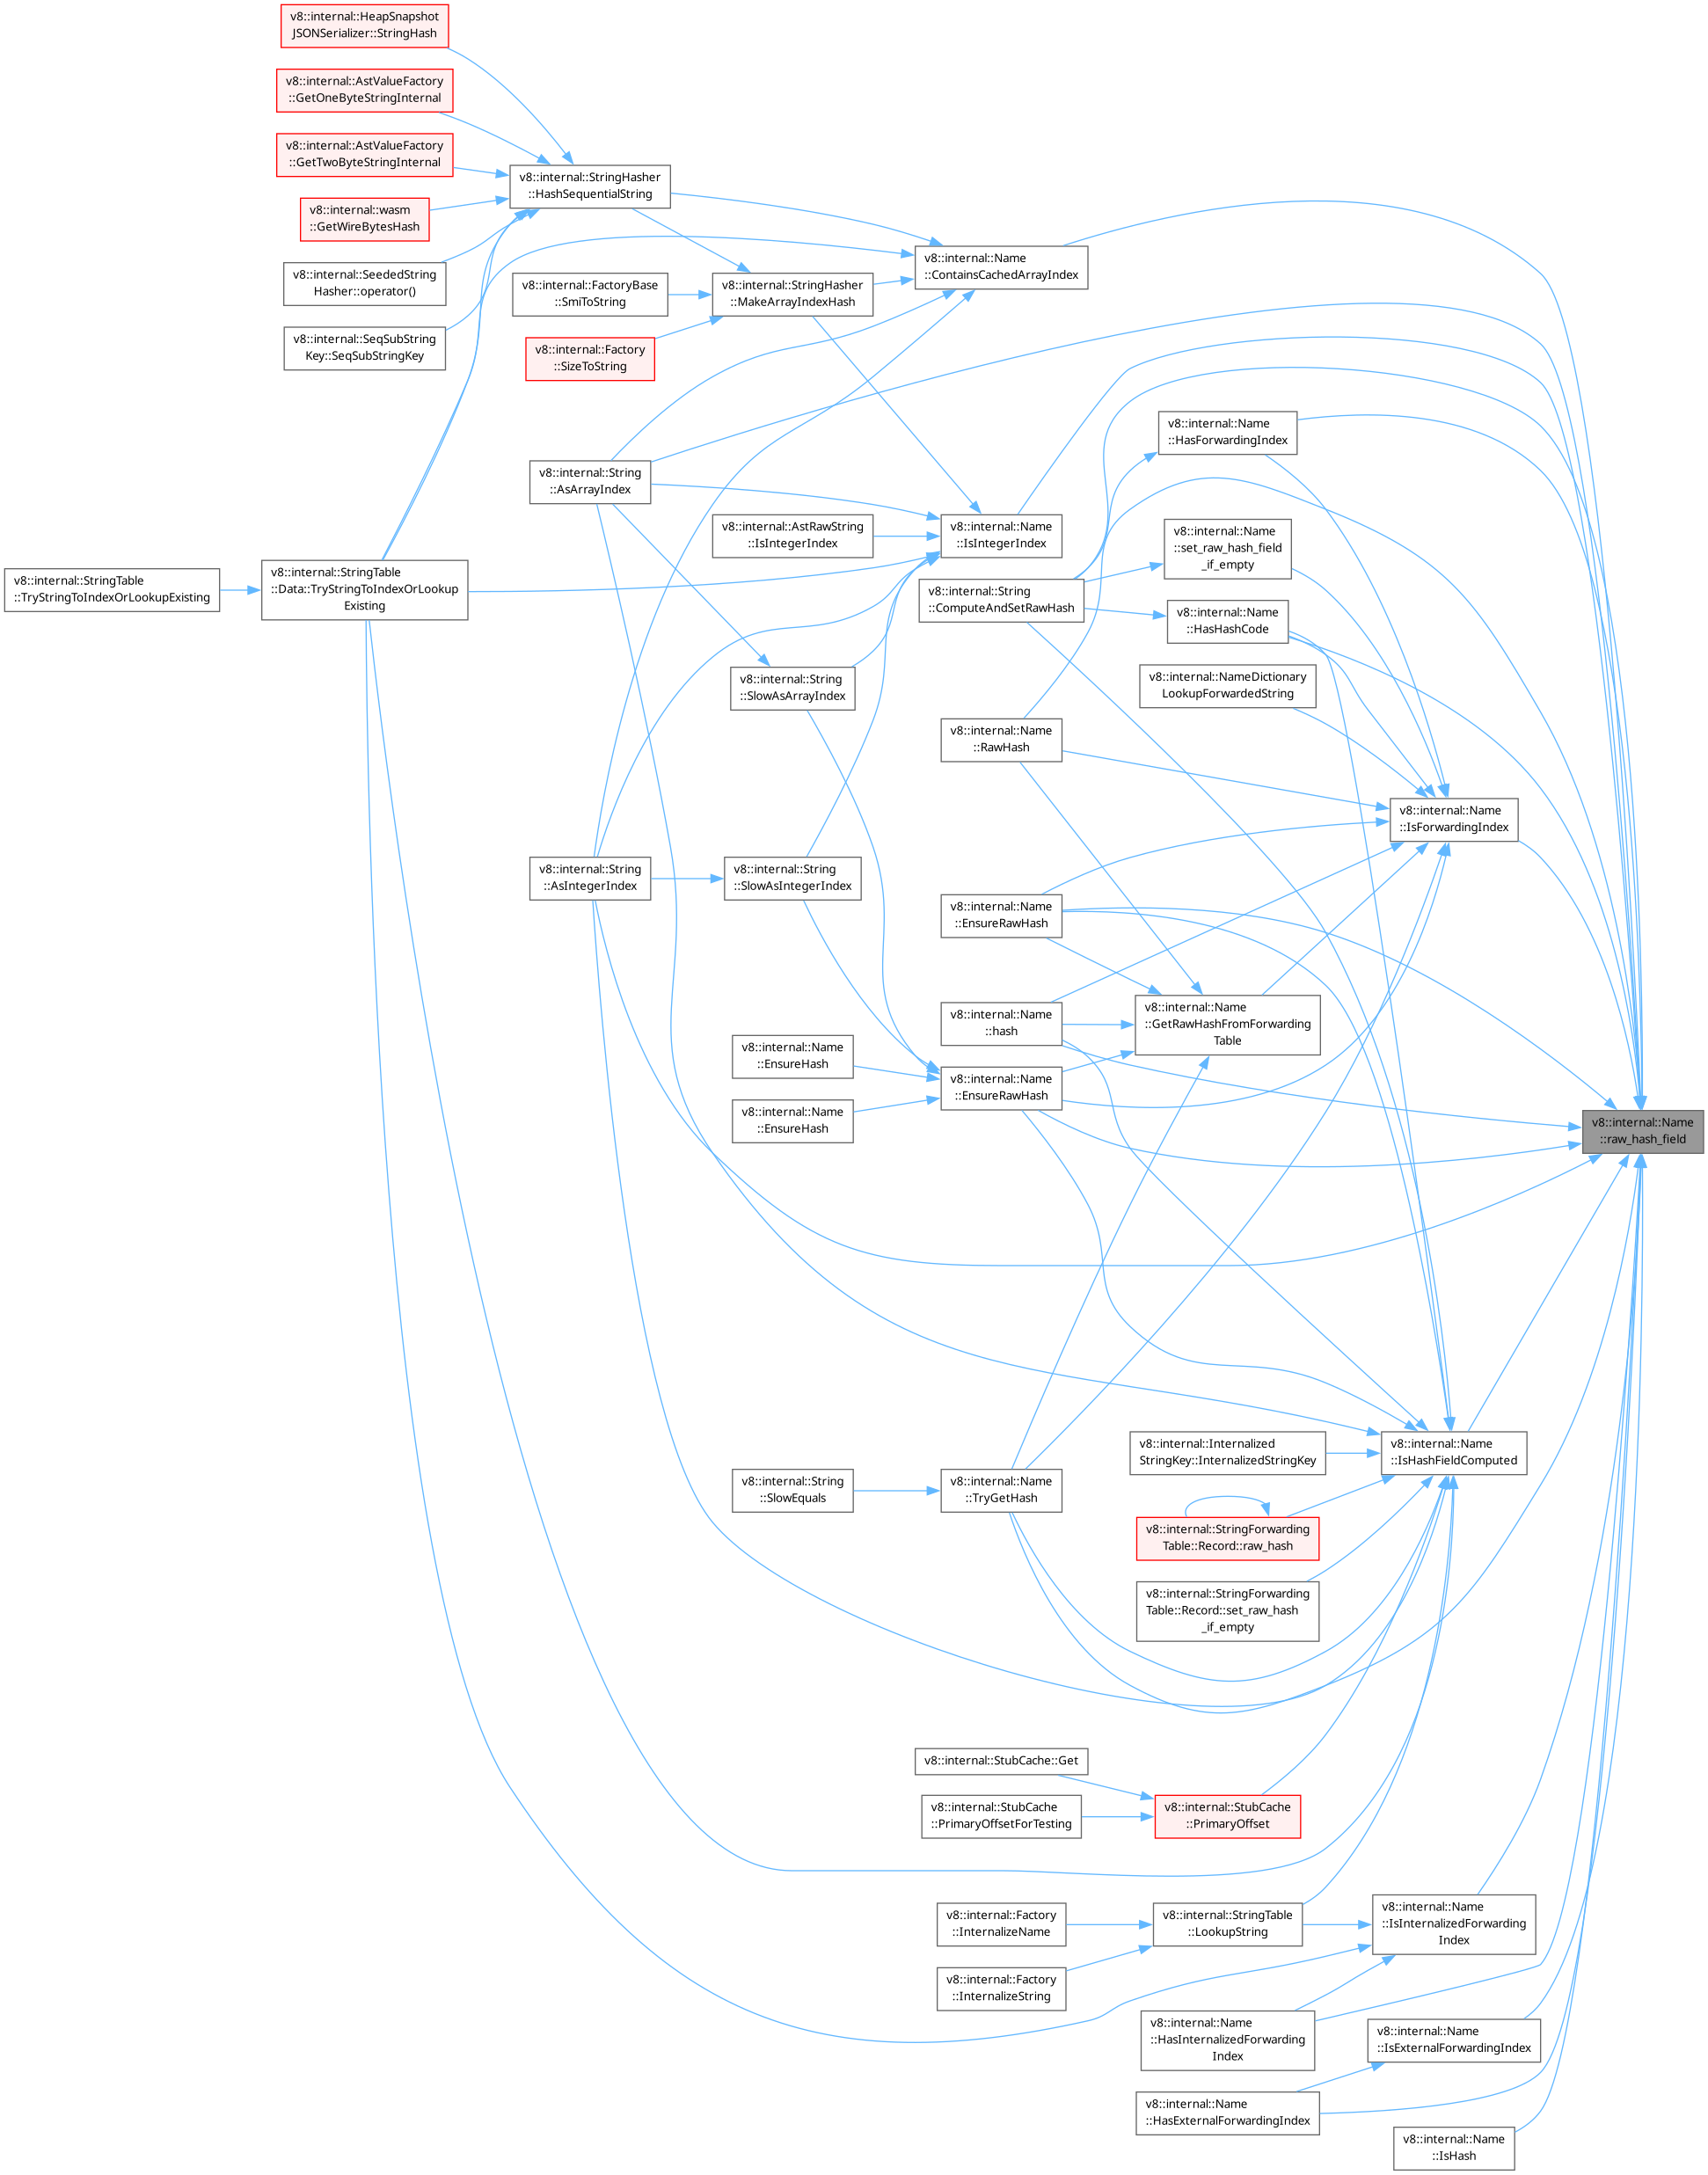 v8::internal::HeapSnapshot
JSONSerializer::StringHash
v8::internal::AstValueFactory
::GetOneByteStringInternal
v8::internal::AstValueFactory
::GetTwoByteStringInternal
v8::internal::StringHasher
::HashSequentialString
v8::internal::wasm
::GetWireBytesHash
v8::internal::SeededString
Hasher::operator()
v8::internal::Name
::ContainsCachedArrayIndex
v8::internal::FactoryBase
::SmiToString
v8::internal::StringHasher
::MakeArrayIndexHash
v8::internal::SeqSubString
Key::SeqSubStringKey
v8::internal::Factory
::SizeToString
v8::internal::Name
::HasForwardingIndex
v8::internal::String
::AsArrayIndex
v8::internal::AstRawString
::IsIntegerIndex
v8::internal::Name
::IsIntegerIndex
v8::internal::Name
::set_raw_hash_field
_if_empty
v8::internal::StringTable
::TryStringToIndexOrLookupExisting
v8::internal::StringTable
::Data::TryStringToIndexOrLookup
Existing
v8::internal::String
::ComputeAndSetRawHash
v8::internal::Name
::HasHashCode
v8::internal::String
::SlowAsArrayIndex
v8::internal::NameDictionary
LookupForwardedString
v8::internal::Name
::RawHash
v8::internal::Name
::IsForwardingIndex
v8::internal::String
::AsIntegerIndex
v8::internal::String
::SlowAsIntegerIndex
v8::internal::Name
::EnsureRawHash
v8::internal::Name
::hash
v8::internal::Name
::GetRawHashFromForwarding
Table
v8::internal::Name
::EnsureHash
v8::internal::Name
::EnsureRawHash
v8::internal::Name
::EnsureHash
v8::internal::Name
::raw_hash_field
v8::internal::Internalized
StringKey::InternalizedStringKey
v8::internal::Name
::IsHashFieldComputed
v8::internal::String
::SlowEquals
v8::internal::Name
::TryGetHash
v8::internal::StringForwarding
Table::Record::raw_hash
v8::internal::StringForwarding
Table::Record::set_raw_hash
_if_empty
v8::internal::StubCache::Get
v8::internal::StubCache
::PrimaryOffsetForTesting
v8::internal::StubCache
::PrimaryOffset
v8::internal::Factory
::InternalizeName
v8::internal::StringTable
::LookupString
v8::internal::Name
::IsInternalizedForwarding
Index
v8::internal::Factory
::InternalizeString
v8::internal::Name
::HasInternalizedForwarding
Index
v8::internal::Name
::IsExternalForwardingIndex
v8::internal::Name
::HasExternalForwardingIndex
v8::internal::Name
::IsHash